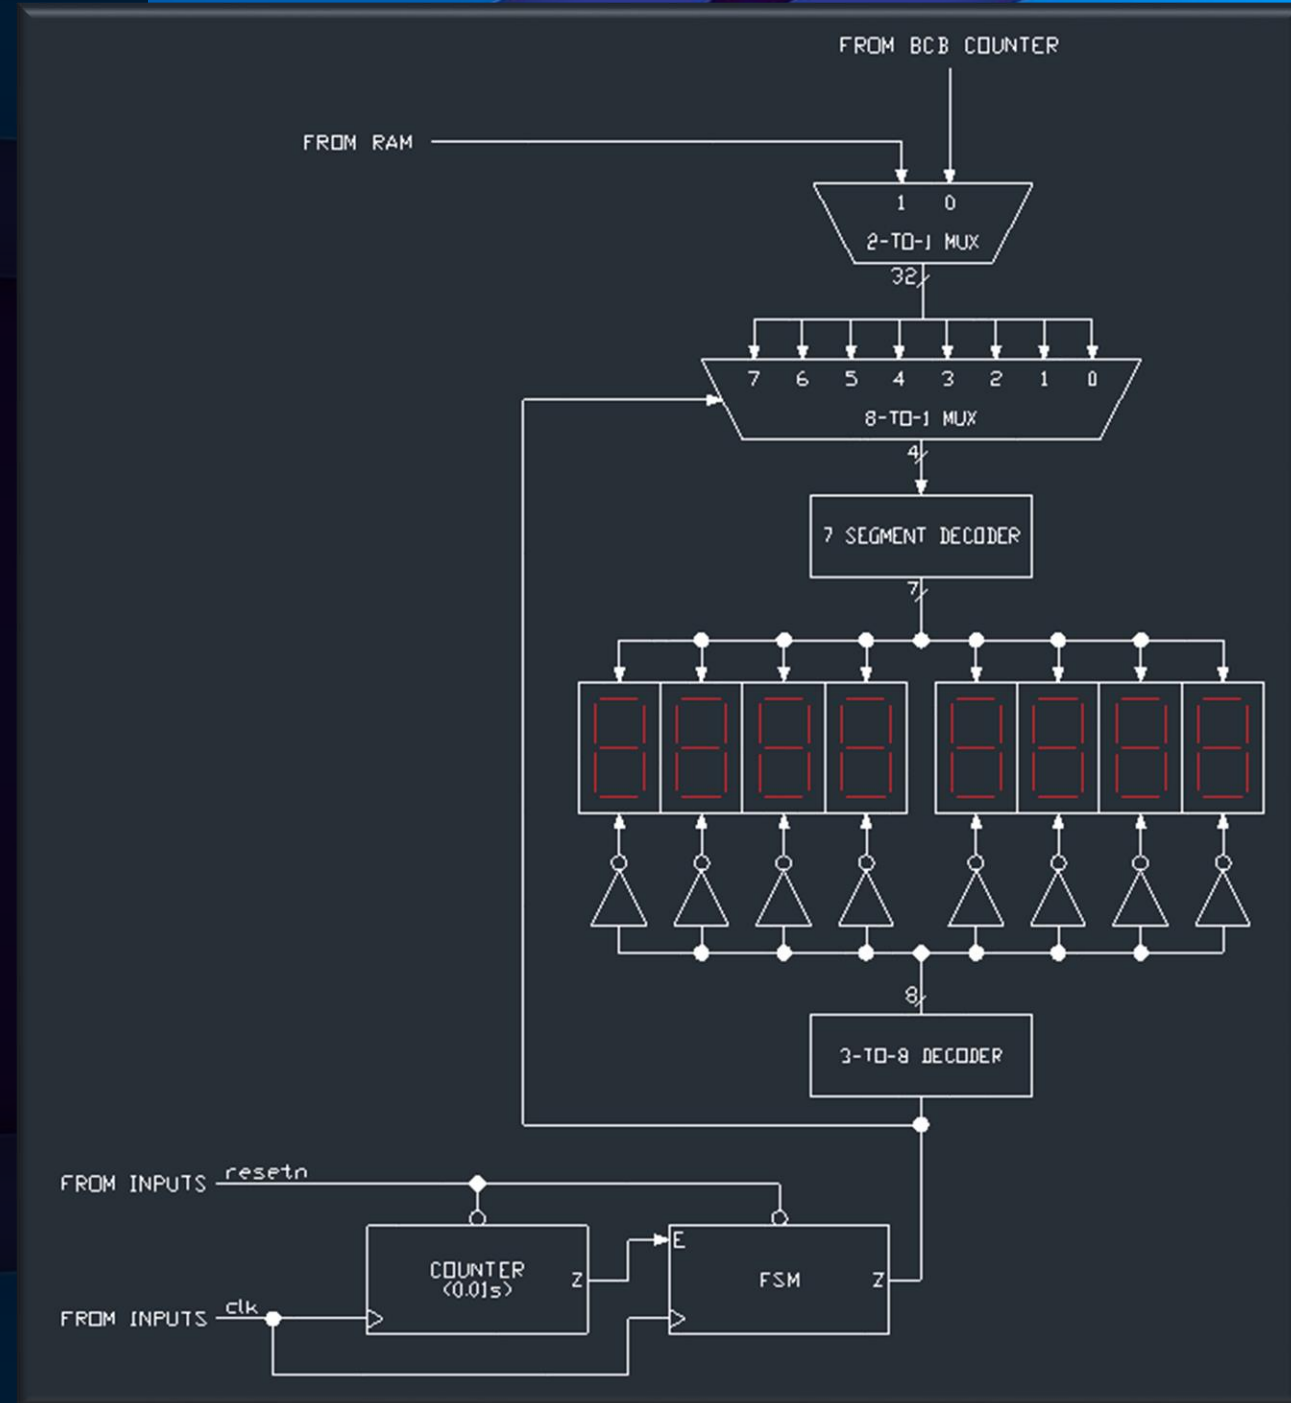 FROM BCB COUNTER
FROM RAM
1 0
2-TO-1 MUX
32
7 6 5 4 3 2 1 0
8-TO-1 MUX
4
7 SEGMENT DECODER
7
8
3-TO-8 DECODER
FROM INPUTS resetn
E
COUNTER
(0.01s)
Z
FSM
Z
FROM INPUTS clk